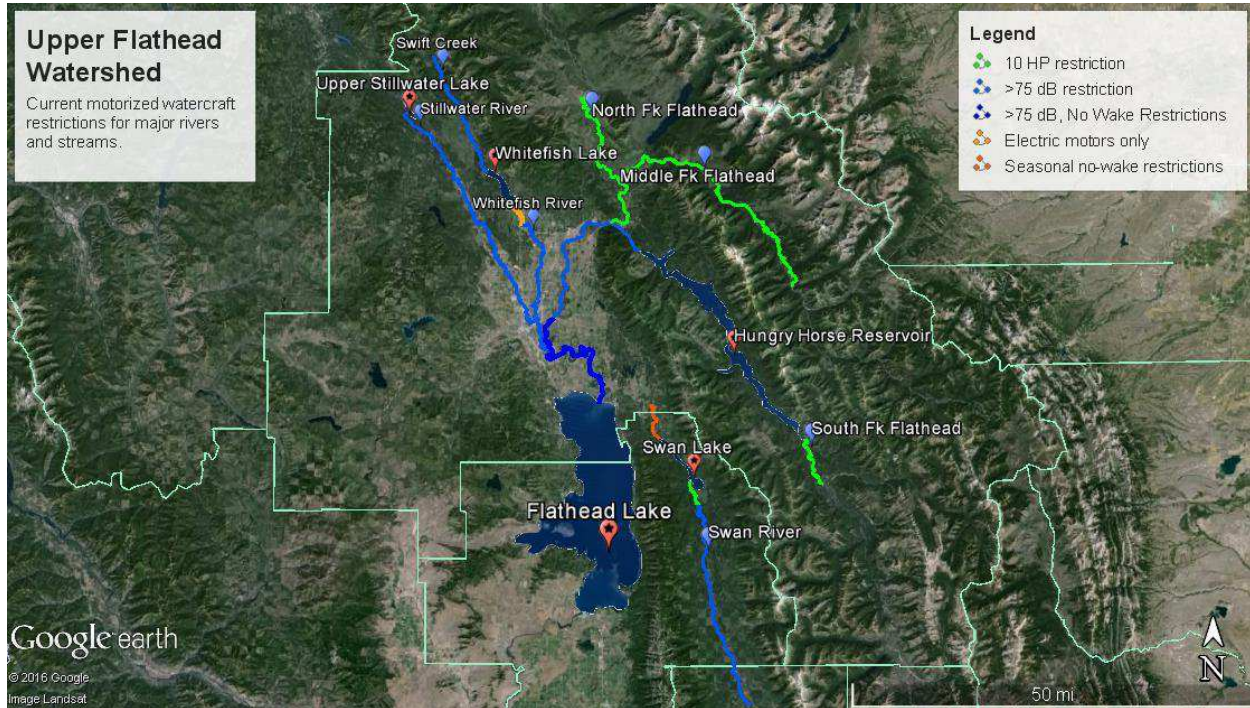 Upper Flathead
Watershed
Current motorized watercraft
restrictions for major rivers
and streams.
Legend
10 HP restriction
>75 dB restriction
>75 dB, No Wake Restrictions
Electric motors only
Seasonal no-wake restrictions
Swift Creek
Upper Stillwater Lake
Stillwater River
North Fk Flathead
Whitefish Lake
Middle Fk Flathead
Whitefish River
Hungry Horse Reservoir
South Fk Flathead
Swan Lake
Flathead Lake
Swan River
Google earth
© 2016 Google
Image Landsat
N
50 mi